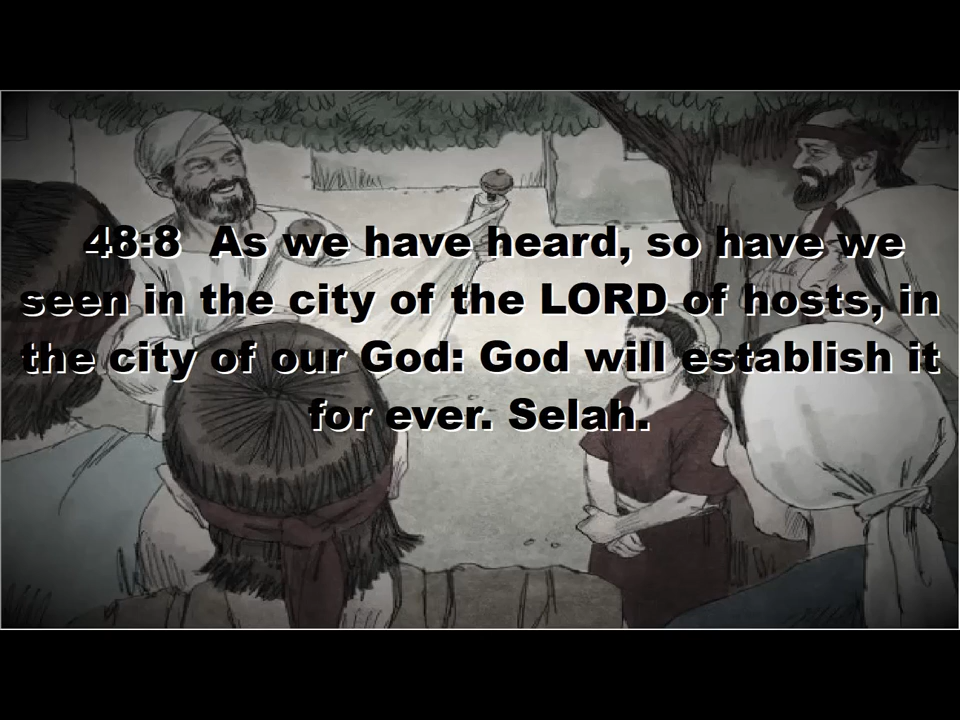 48:8  As we have heard, so have we
seen in the city of the LORD of hosts, in
the city of our God: God will establish it
for ever. Selah.